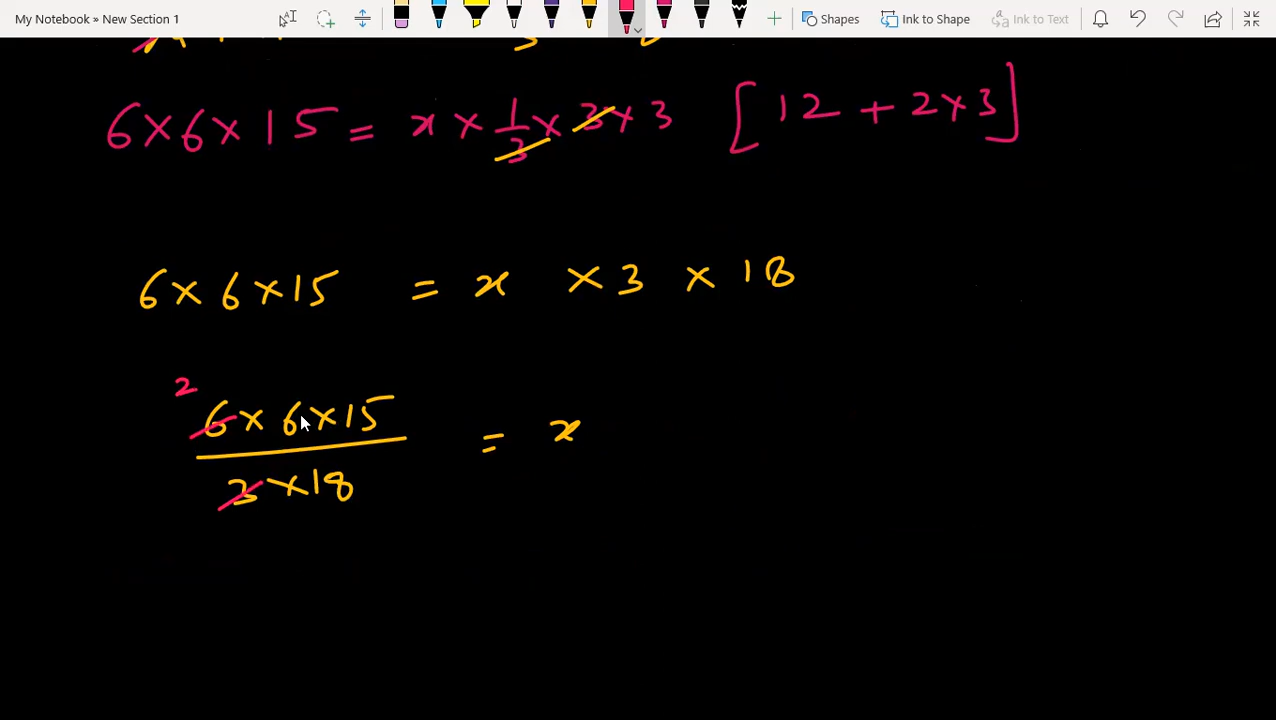 My Notebook » New Section 1
Shapes
Ink to Shape
Ink to Text
6×6×15 = x × 1/3 × 3 × 3 [12 + 2×3]
6×6×15 = x ×3 ×18
2
6× 6×15
= x
3 ×18